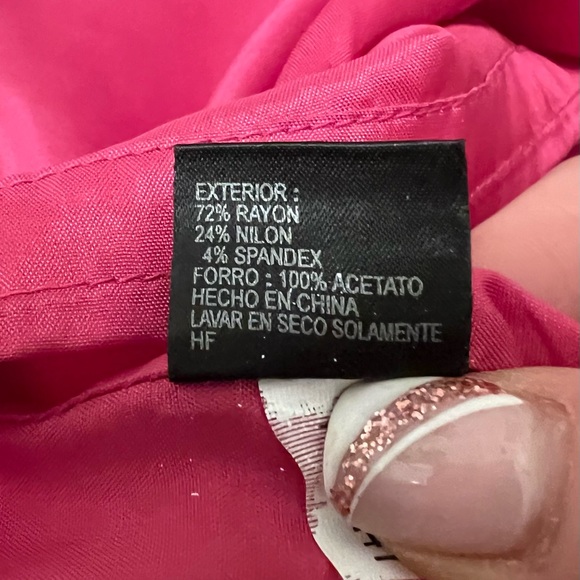 EXTERIOR :
72% RAYON
24% NILON
4% SPANDEX
FORRO : 100% ACETATO
HECHO EN CHINA
LAVAR EN SECO SOLAMENTE
HF